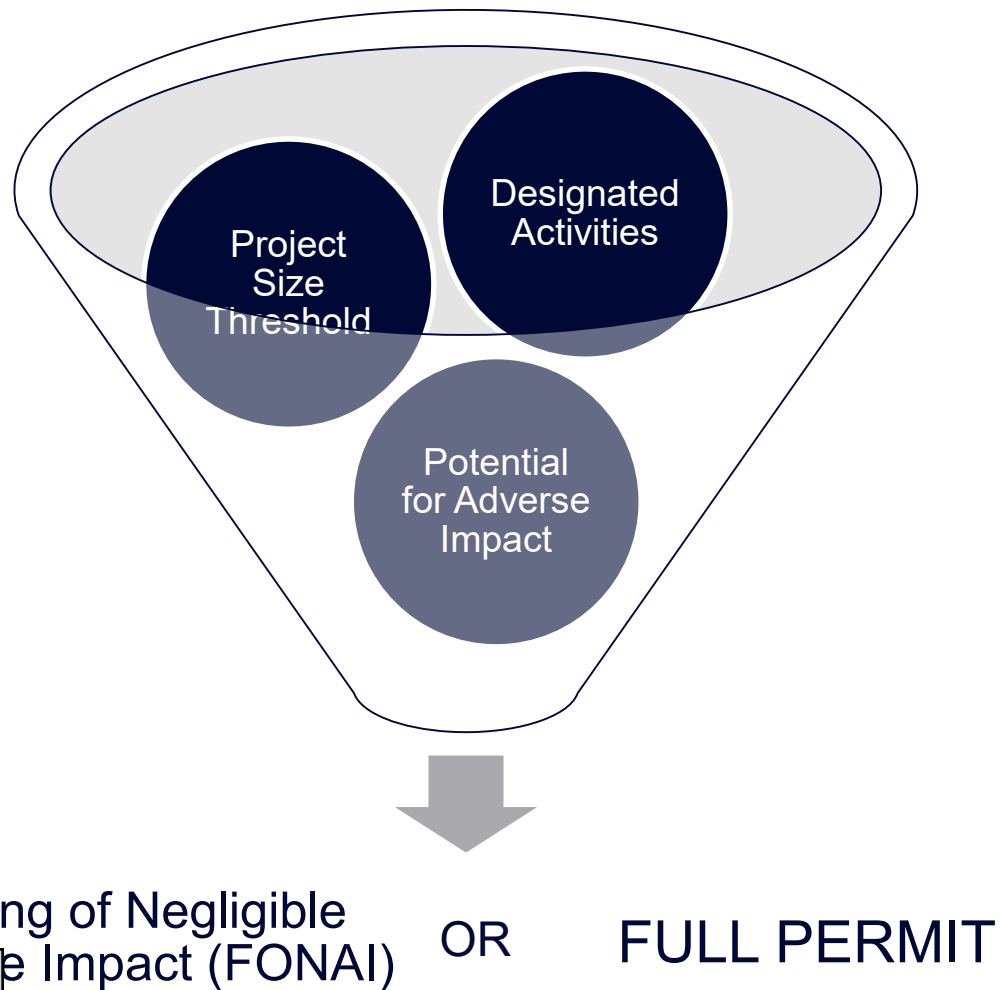 Designated
Activities
Project
Size
Threshold
Potential
for Adverse
Impact
ng of Negligible
e Impact (FONAI)
OR
FULL PERMIT